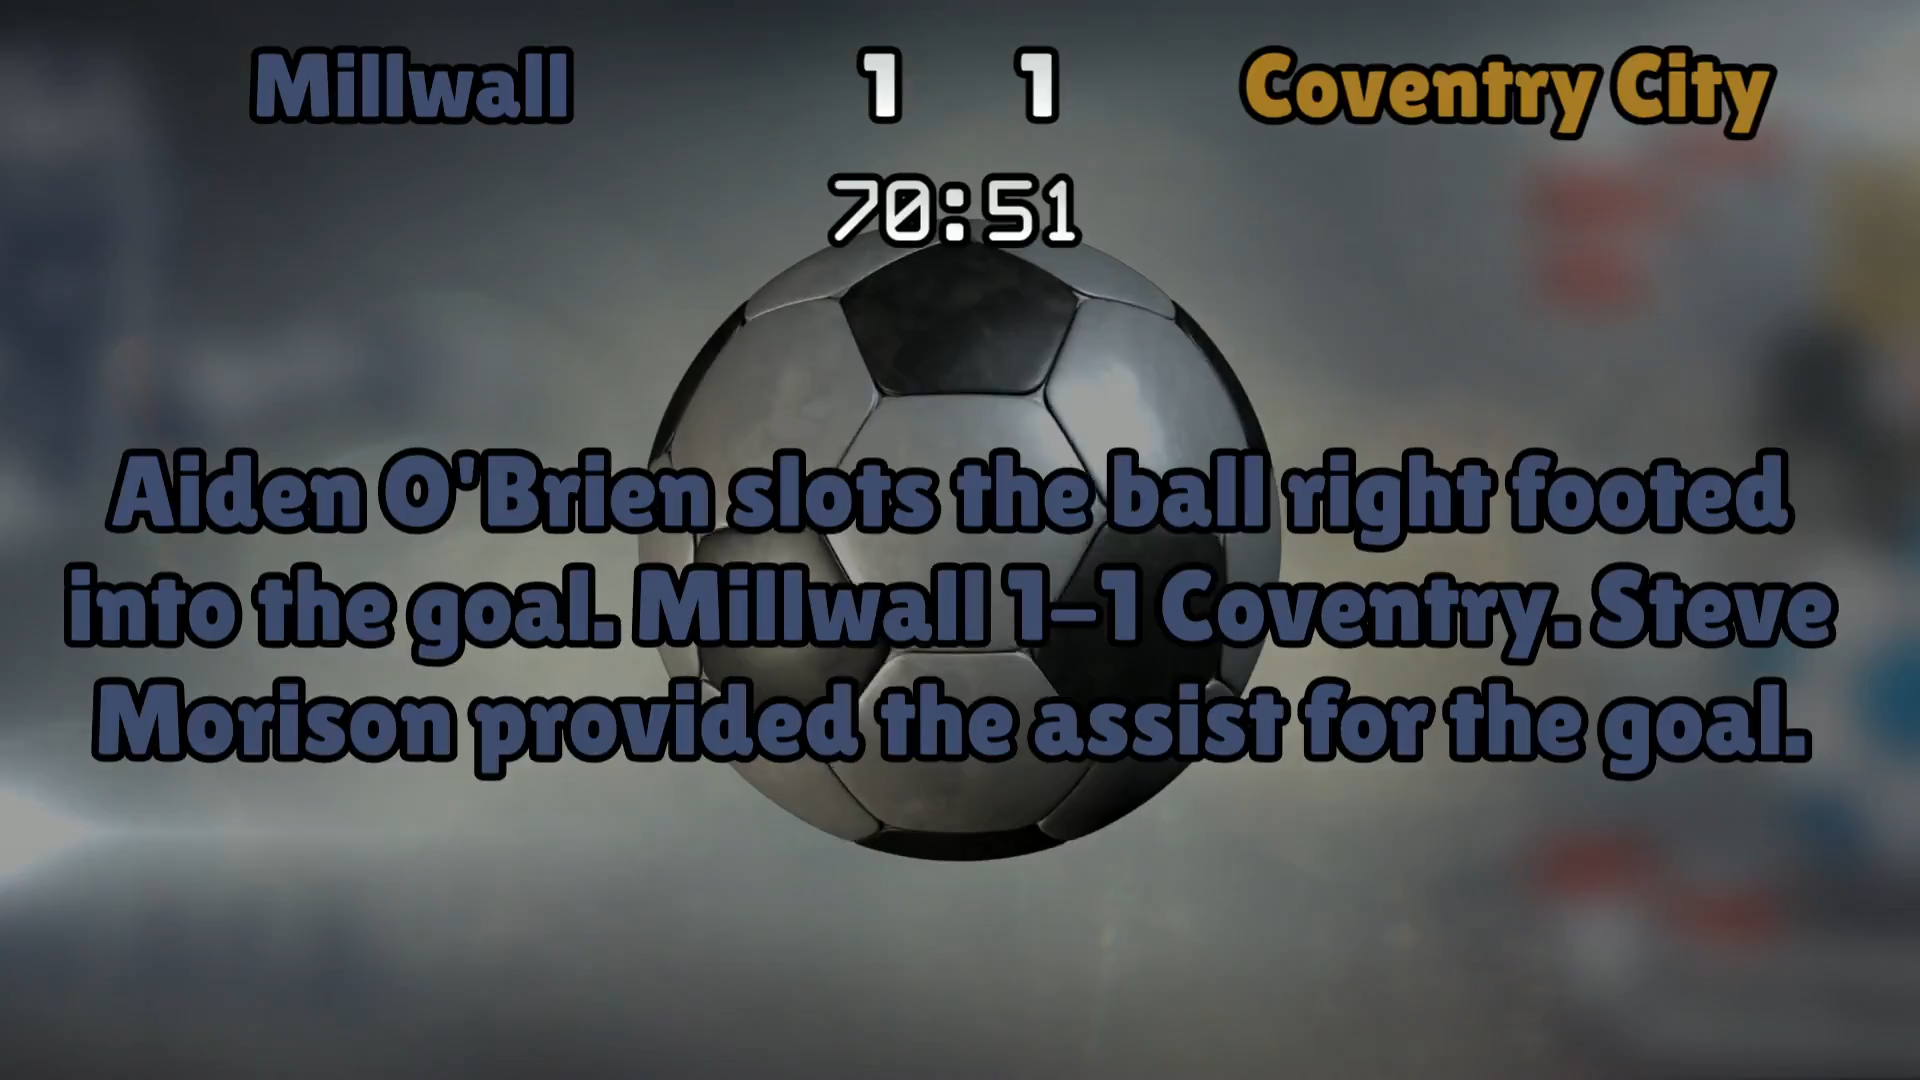 Millwall 1 1 Coventry City
70:51
Aiden O'Brien slots the ball right footed
into the goal. Millwall 1-1 Coventry. Steve
Morison provided the assist for the goal.